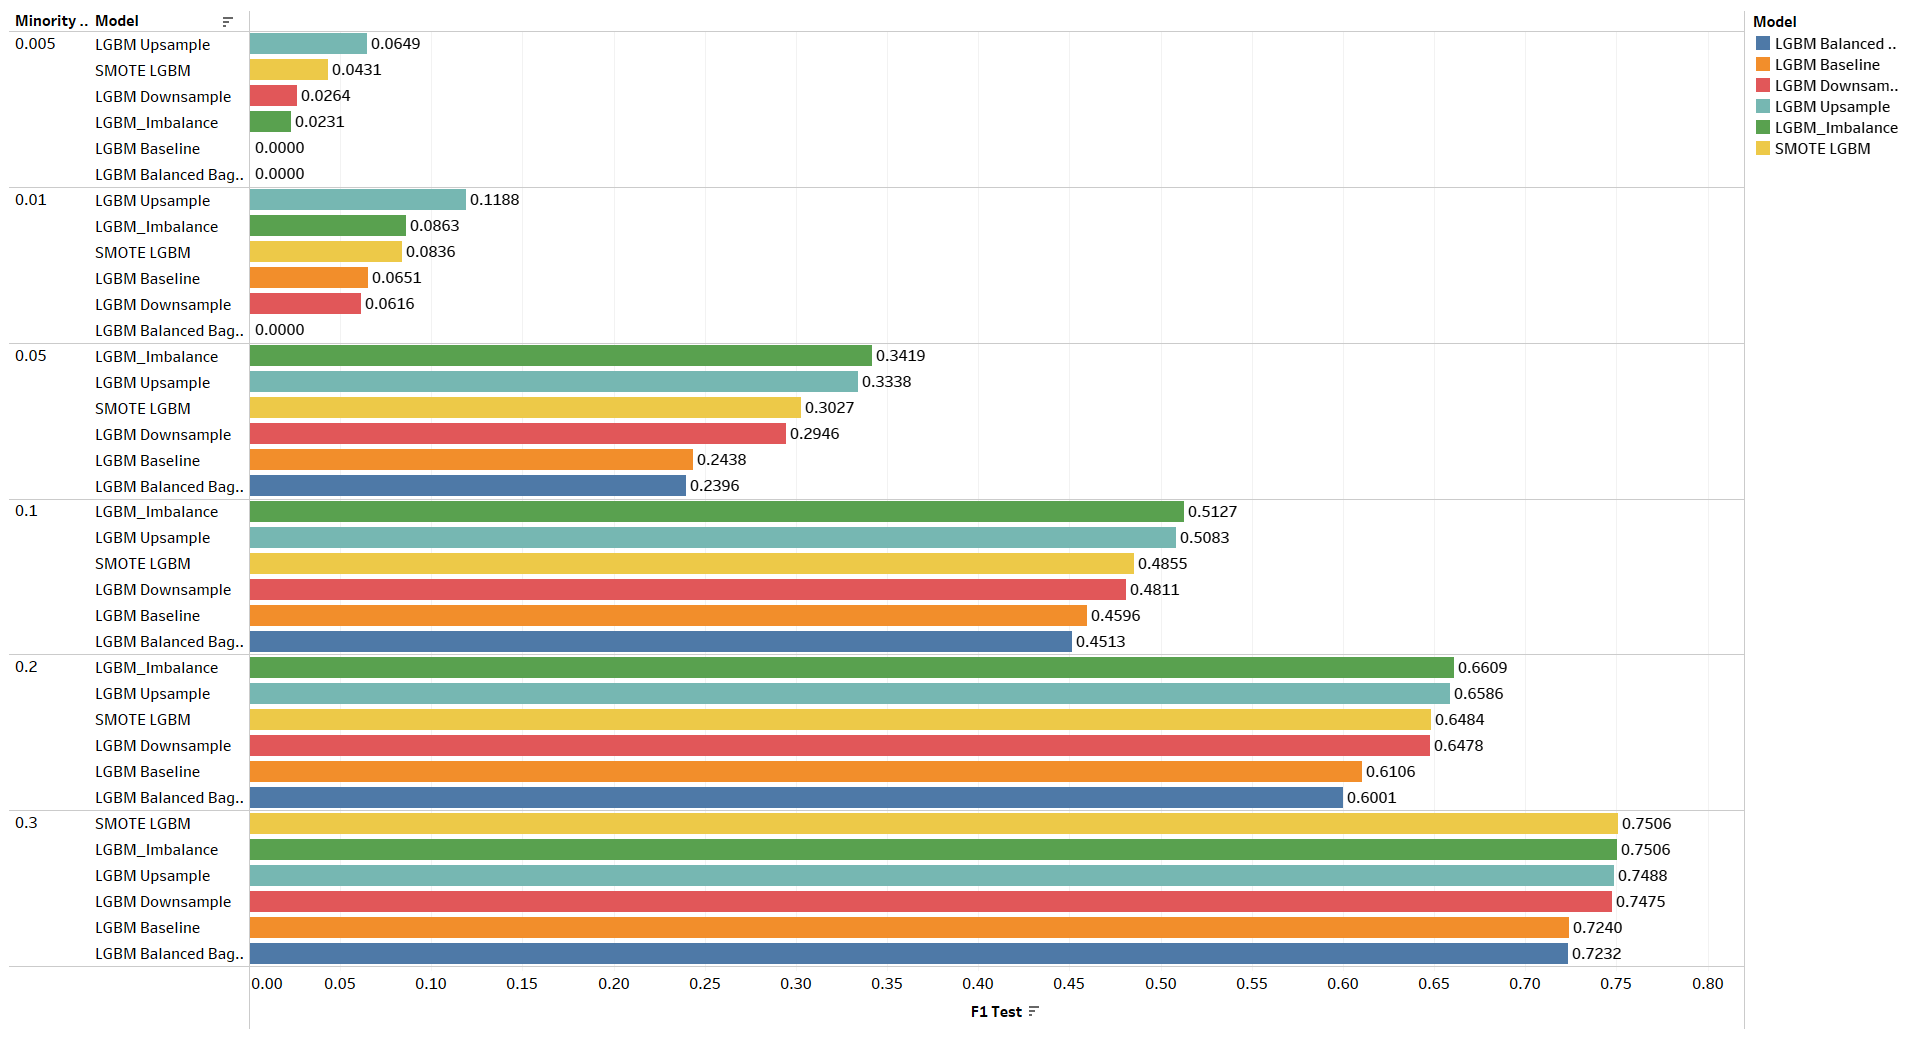 Minority .. Model
0.005 LGBM Upsample 0.0649
SMOTE LGBM 0.0431
LGBM Downsample 0.0264
LGBM_Imbalance 0.0231
LGBM Baseline 0.0000
LGBM Balanced Bag.. 0.0000
0.01 LGBM Upsample 0.1188
LGBM_Imbalance 0.0863
SMOTE LGBM 0.0836
LGBM Baseline 0.0651
LGBM Downsample 0.0616
LGBM Balanced Bag.. 0.0000
0.05 LGBM_Imbalance 0.3419
LGBM Upsample 0.3338
SMOTE LGBM 0.3027
LGBM Downsample 0.2946
LGBM Baseline 0.2438
LGBM Balanced Bag.. 0.2396
0.1 LGBM_Imbalance 0.5127
LGBM Upsample 0.5083
SMOTE LGBM 0.4855
LGBM Downsample 0.4811
LGBM Baseline 0.4596
LGBM Balanced Bag.. 0.4513
0.2 LGBM_Imbalance 0.6609
LGBM Upsample 0.6586
SMOTE LGBM 0.6484
LGBM Downsample 0.6478
LGBM Baseline 0.6106
LGBM Balanced Bag.. 0.6001
0.3 SMOTE LGBM 0.7506
LGBM_Imbalance 0.7506
LGBM Upsample 0.7488
LGBM Downsample 0.7475
LGBM Baseline 0.7240
LGBM Balanced Bag.. 0.7232
0.00 0.05 0.10 0.15 0.20 0.25 0.30 0.35 0.40 0.45 0.50 0.55 0.60 0.65 0.70 0.75 0.80
F1 Test
Model
LGBM Balanced ..
LGBM Baseline
LGBM Downsam..
LGBM Upsample
LGBM_Imbalance
SMOTE LGBM